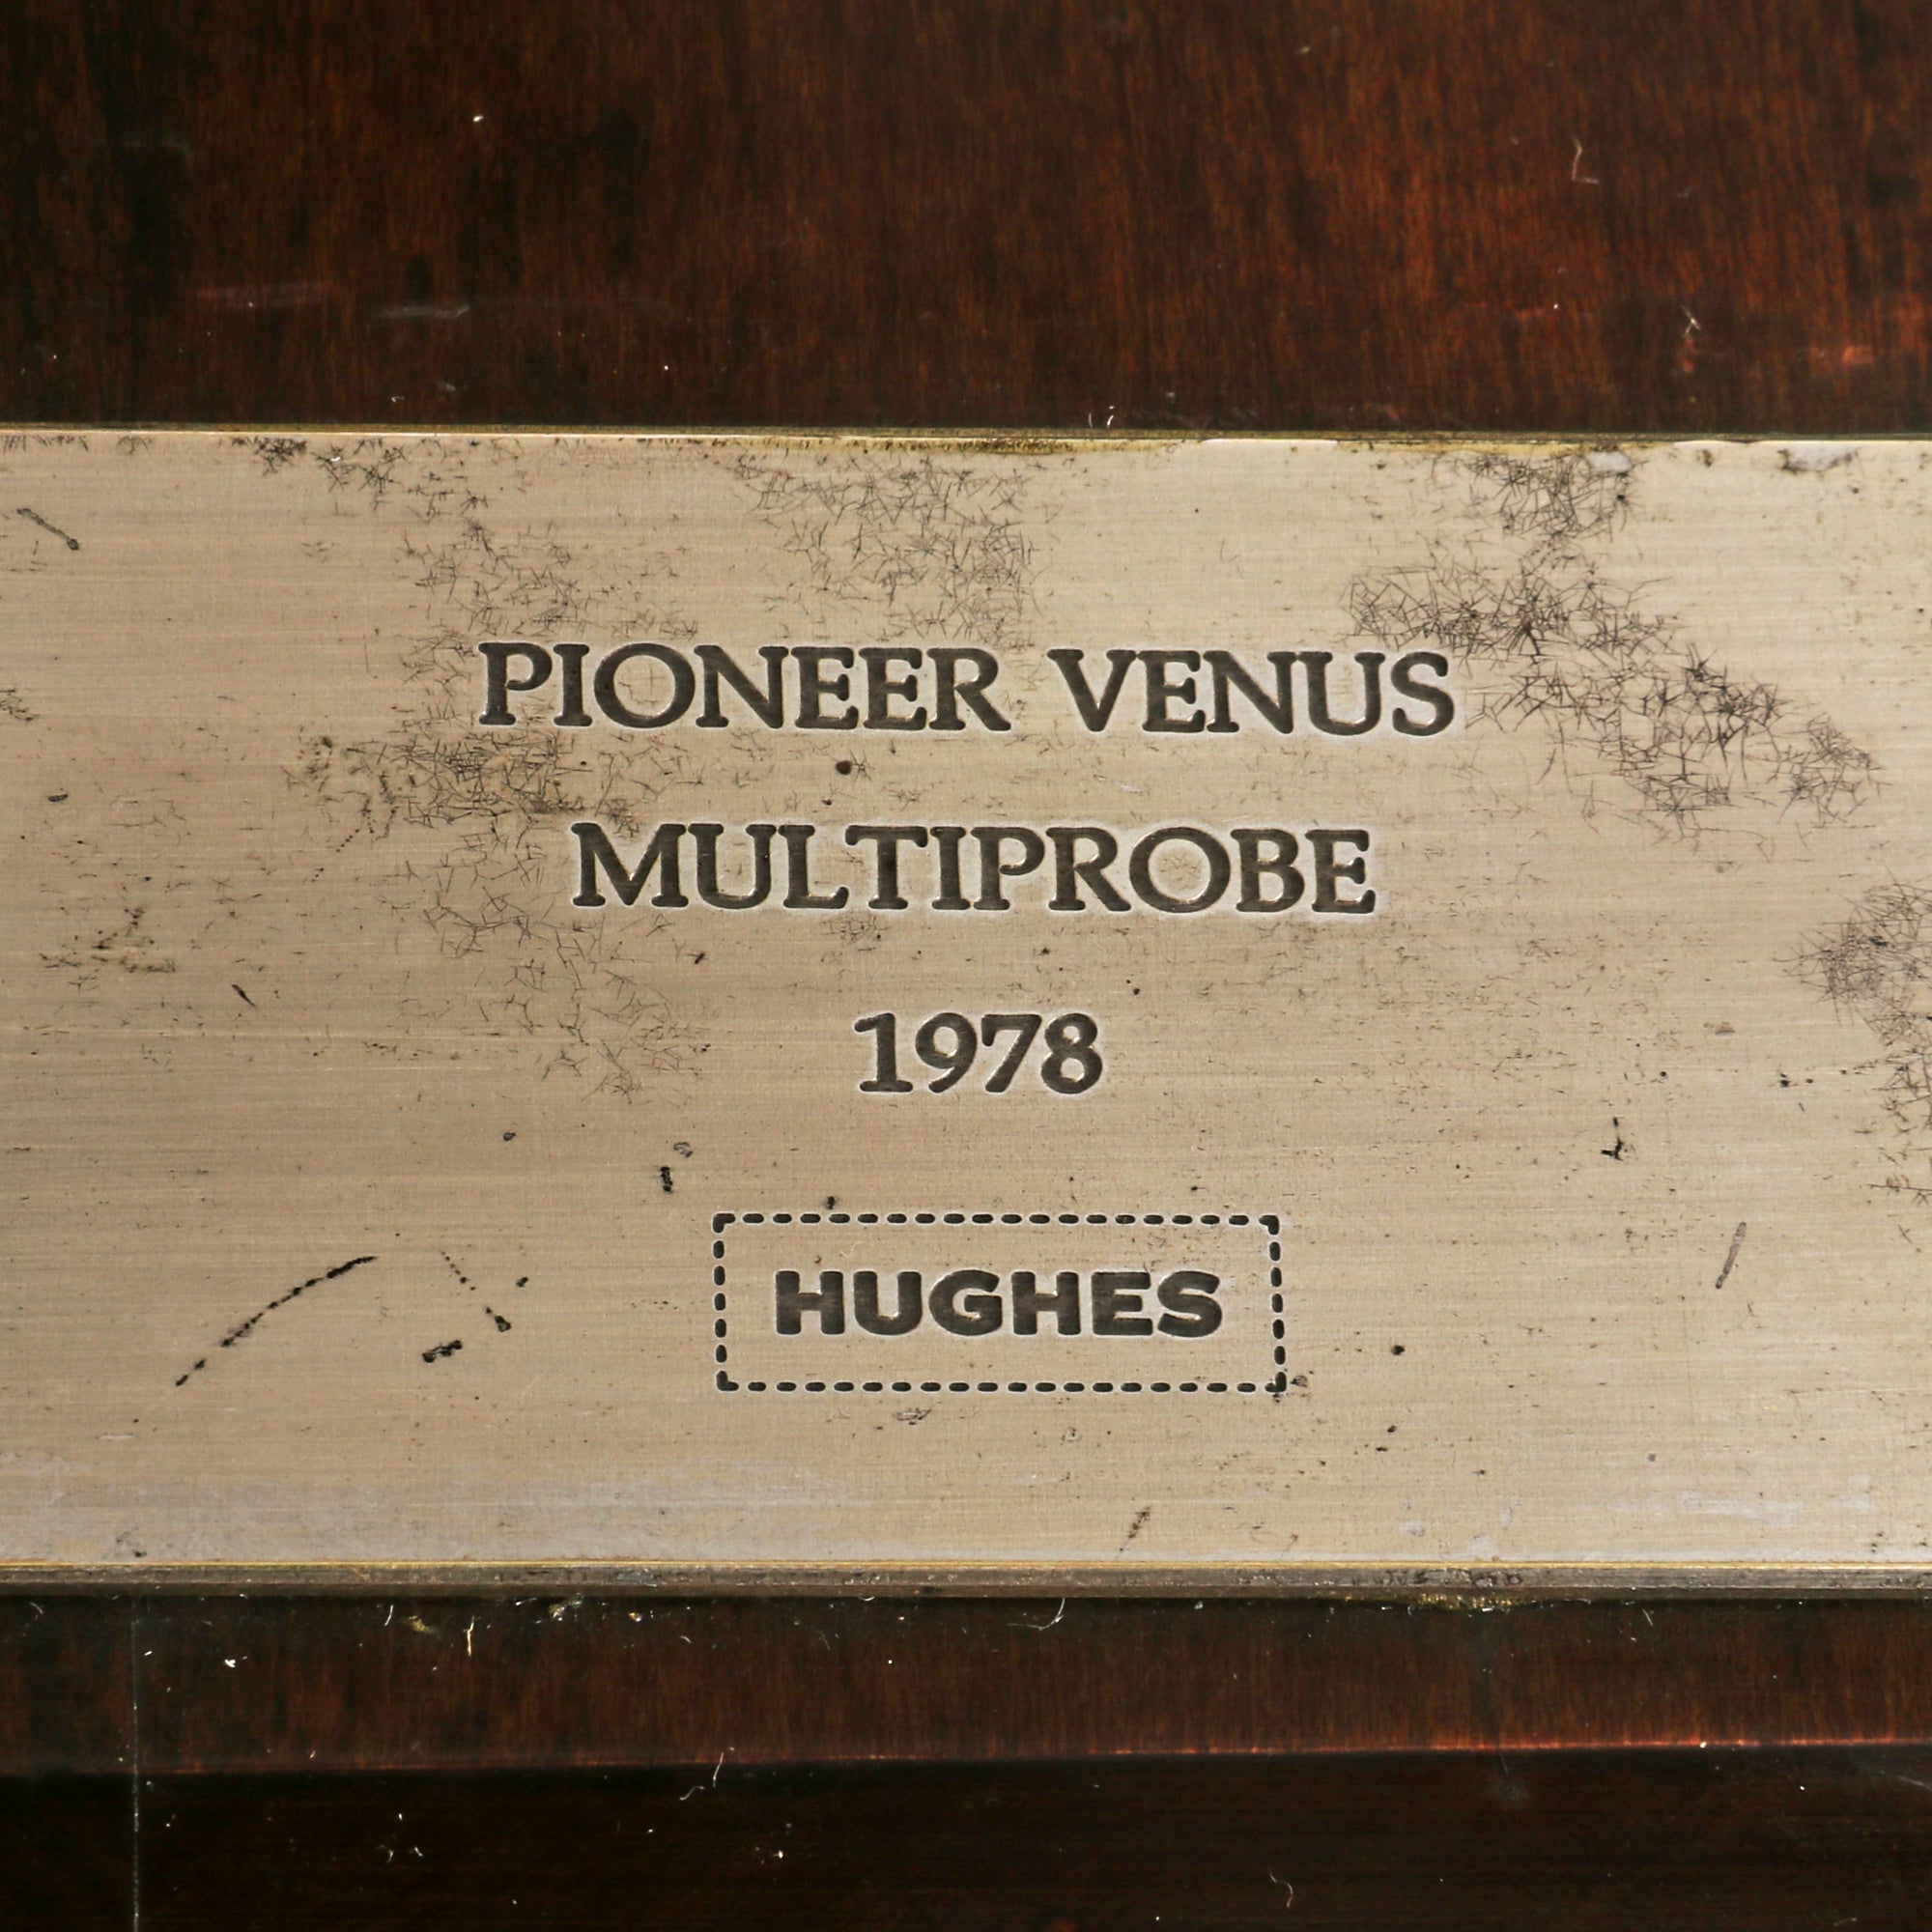 PIONEER VENUS
MULTIPROBE
1978
HUGHES